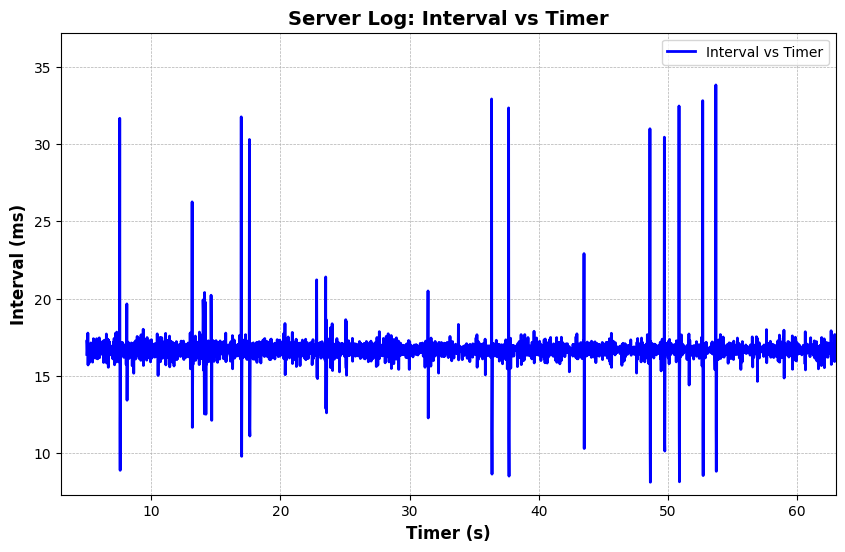 Server Log: Interval vs Timer
Interval vs Timer
35
30
25
20
15
10
Interval (ms)
10 20 30 40 50 60
Timer (s)